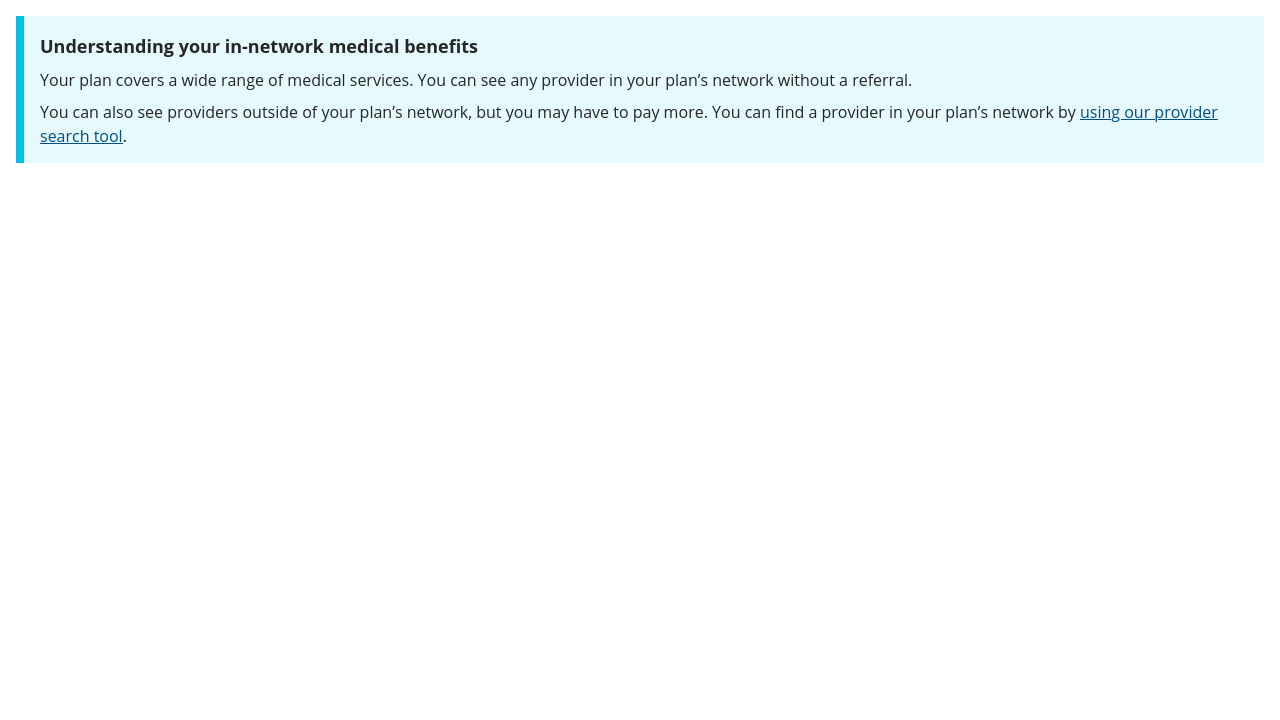 Understanding your in-network medical benefits
Your plan covers a wide range of medical services. You can see any provider in your plan’s network without a referral.
You can also see providers outside of your plan’s network, but you may have to pay more. You can find a provider in your plan’s network by using our provider
search tool.